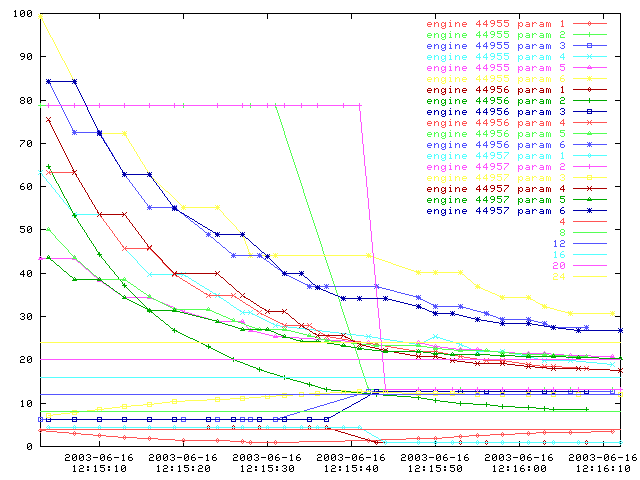 100
90
80
70
60
50
40
30
20
10
0
engine 44955 param 1
engine 44955 param 2
engine 44955 param 3
engine 44955 param 4
engine 44955 param 5
engine 44955 param 6
engine 44956 param 1
engine 44956 param 2
engine 44956 param 3
engine 44956 param 4
engine 44956 param 5
engine 44956 param 6
engine 44957 param 1
engine 44957 param 2
engine 44957 param 3
engine 44957 param 4
engine 44957 param 5
engine 44957 param 6
4
8
12
16
20
24
2003-06-16
12:15:10
2003-06-16
12:15:20
2003-06-16
12:15:30
2003-06-16
12:15:40
2003-06-16
12:15:50
2003-06-16
12:16:00
2003-06-16
12:16:10